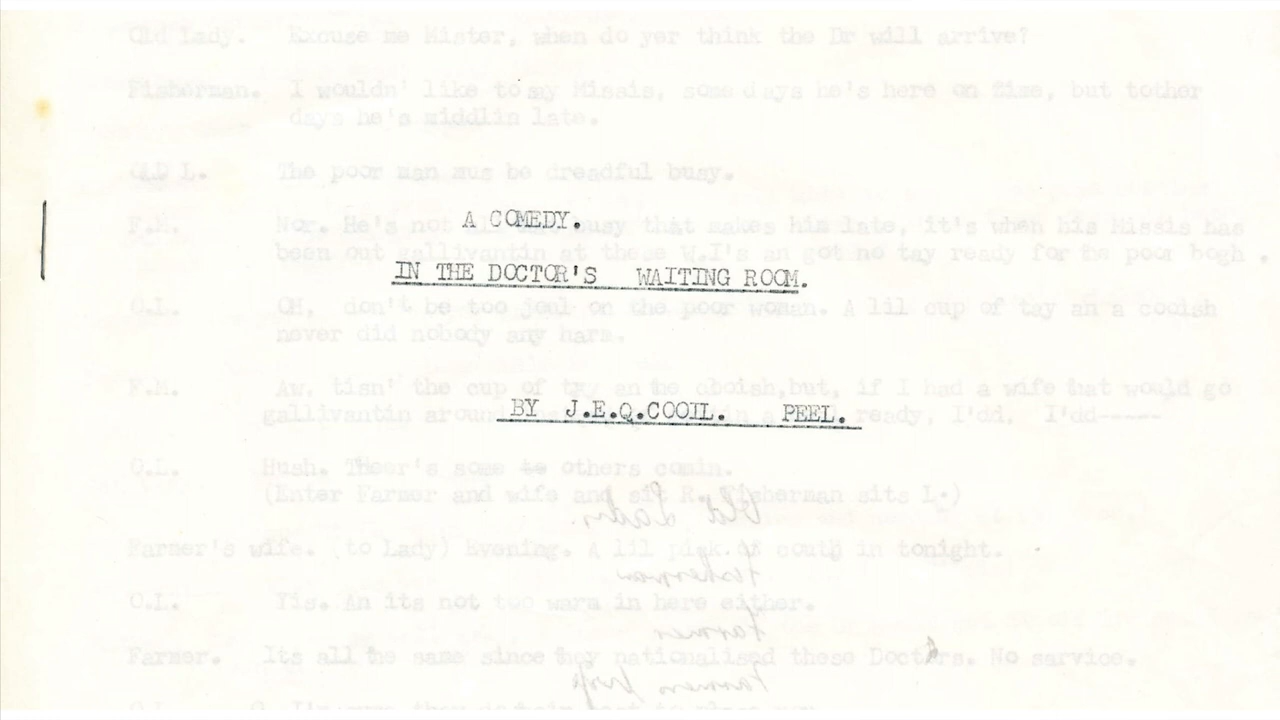 Old Lady. Excuse me Mister, when do yer think the Dr will arrive?
Fisherman. I wouldn' like to say Missis, some days he's here on time, but tother
days he's middlin late.
OLD L. The poor man mus be dreadful busy.
A COMEDY.
F.M. Nor. He's not busy that makes him late, it's when his Missis has
been out gallivantin at these W.I's an got no tay ready for the poor bogh.
IN THE DOCTOR'S WAITING ROOM.
O.L. OH, don't be too joul on the poor woman. A lil cup of tay an a cooish
never did nobody any harm.
F.M. Aw, tisn' the cup of tay an the oboish,but, if I had a wife that would go
gallivantin ready, I'dd, I'dd-----
BY J.E.Q.COOIL. PEEL.
O.L. Hush. Theer's some others comin.
(Enter Farmer and wife and sit R. Fisherman sits L.)
Old Lady.
Farmer's wife. (to Lady) Evening. A lil pick of south in tonight.
fisherman
O.L. Yis. An its not too warm in here either.
farmer
Farmer. Its all the same since they nationalised these Doctors. No sarvice.
farmers wife
O.L.